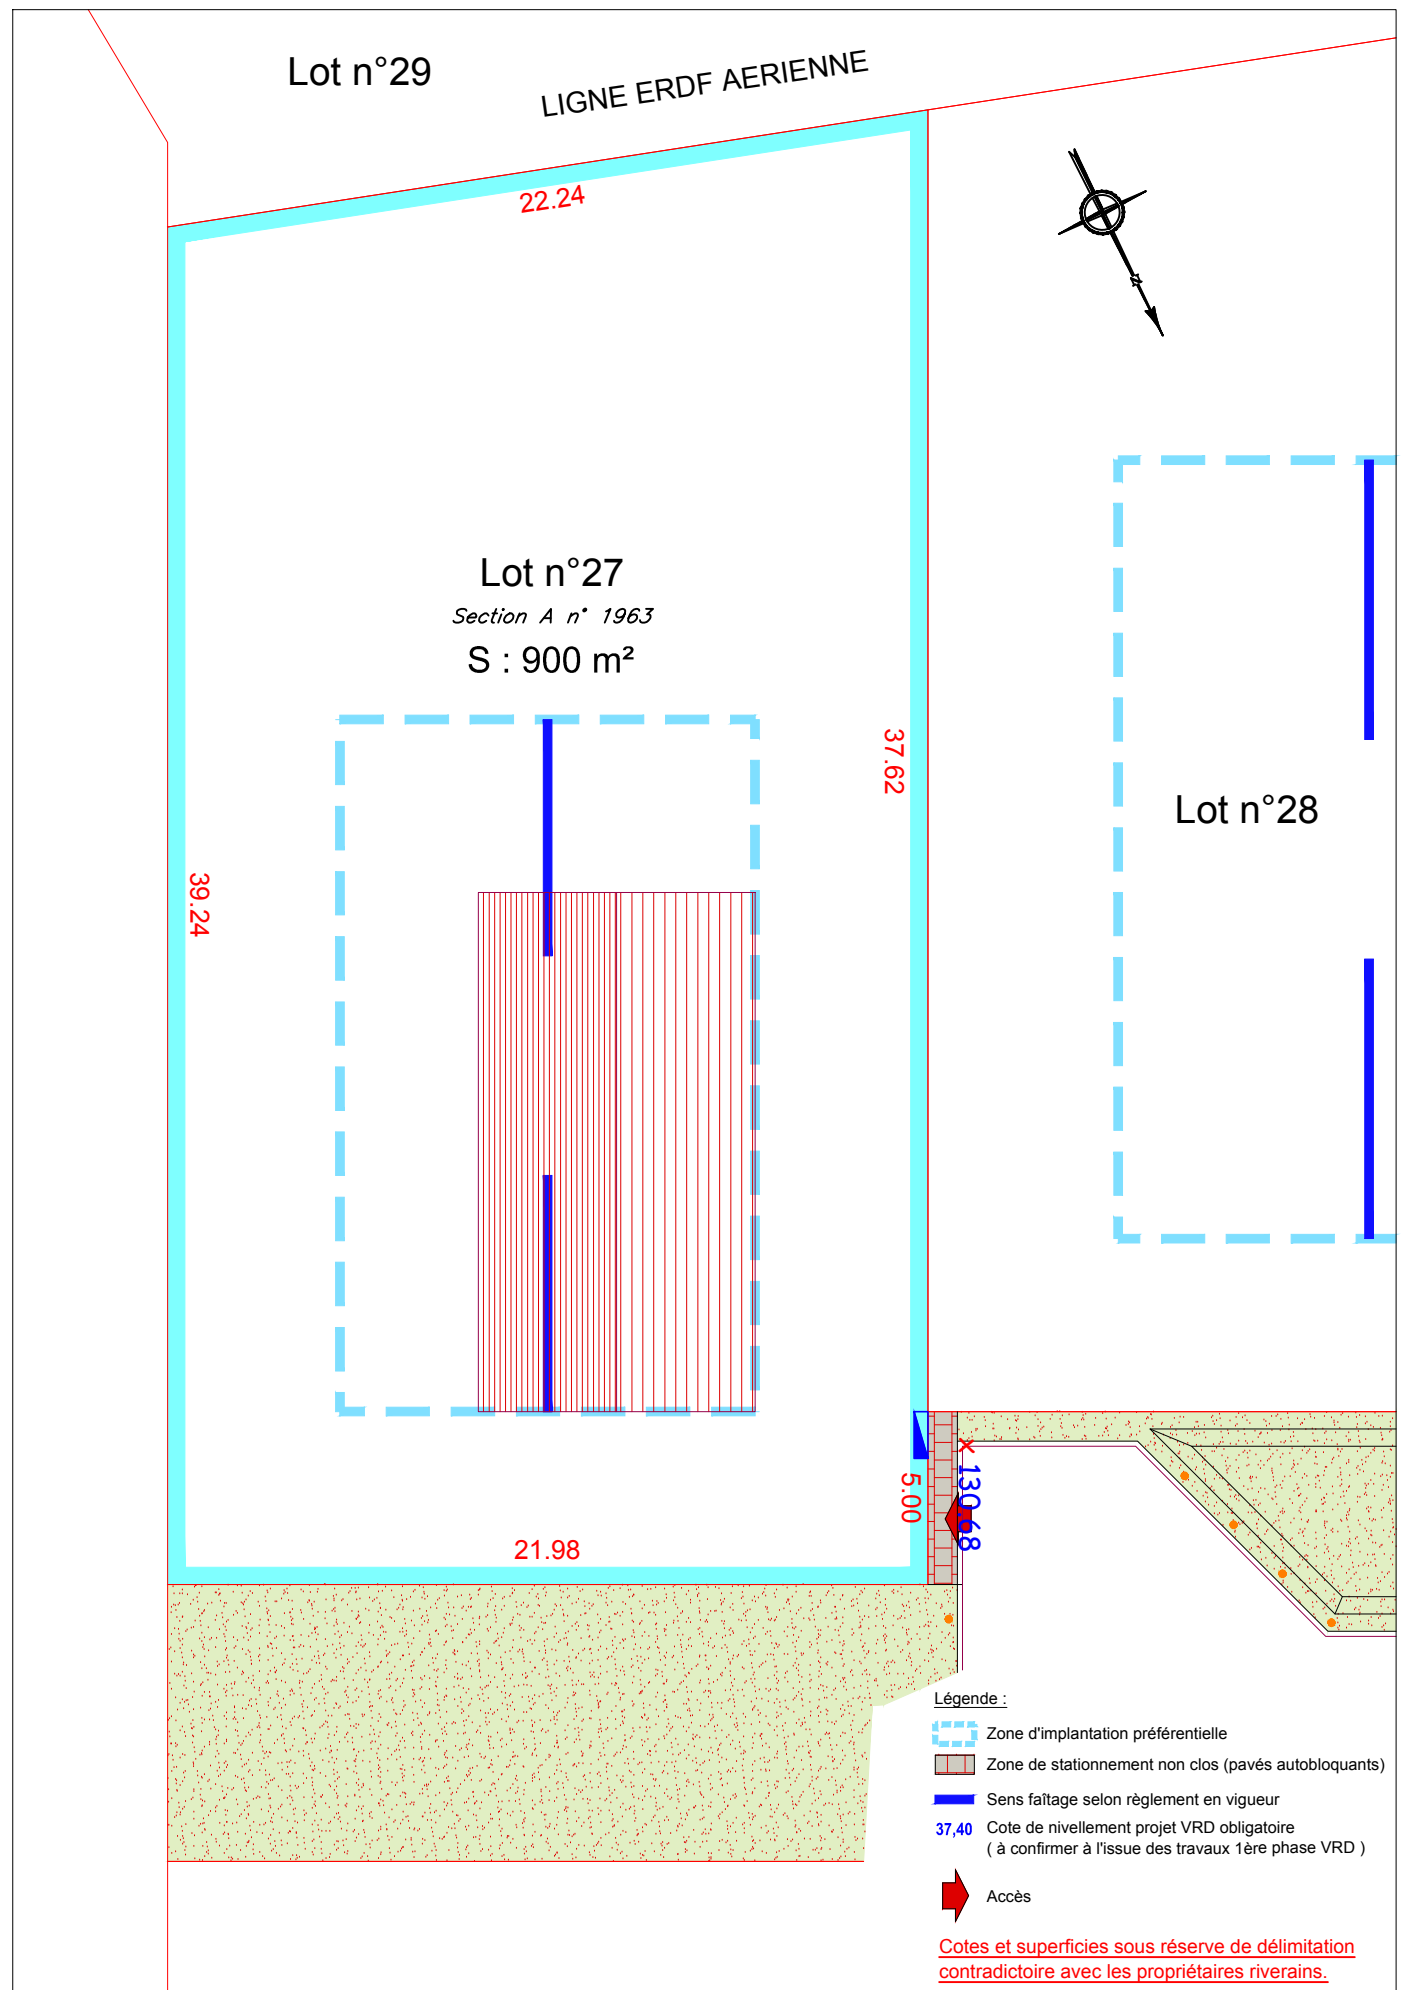 Lot n°29
LIGNE ERDF AERIENNE
22.24
N
Lot n°27
Section A n° 1963
S : 900 m²
37.62
Lot n°28
39.24
5.00
130.68
21.98
Légende :
Zone d'implantation préférentielle
Zone de stationnement non clos (pavés autobloquants)
Sens faîtage selon règlement en vigueur
37,40 Cote de nivellement projet VRD obligatoire
( à confirmer à l'issue des travaux 1ère phase VRD )
Accès
Cotes et superficies sous réserve de délimitation
contradictoire avec les propriétaires riverains.